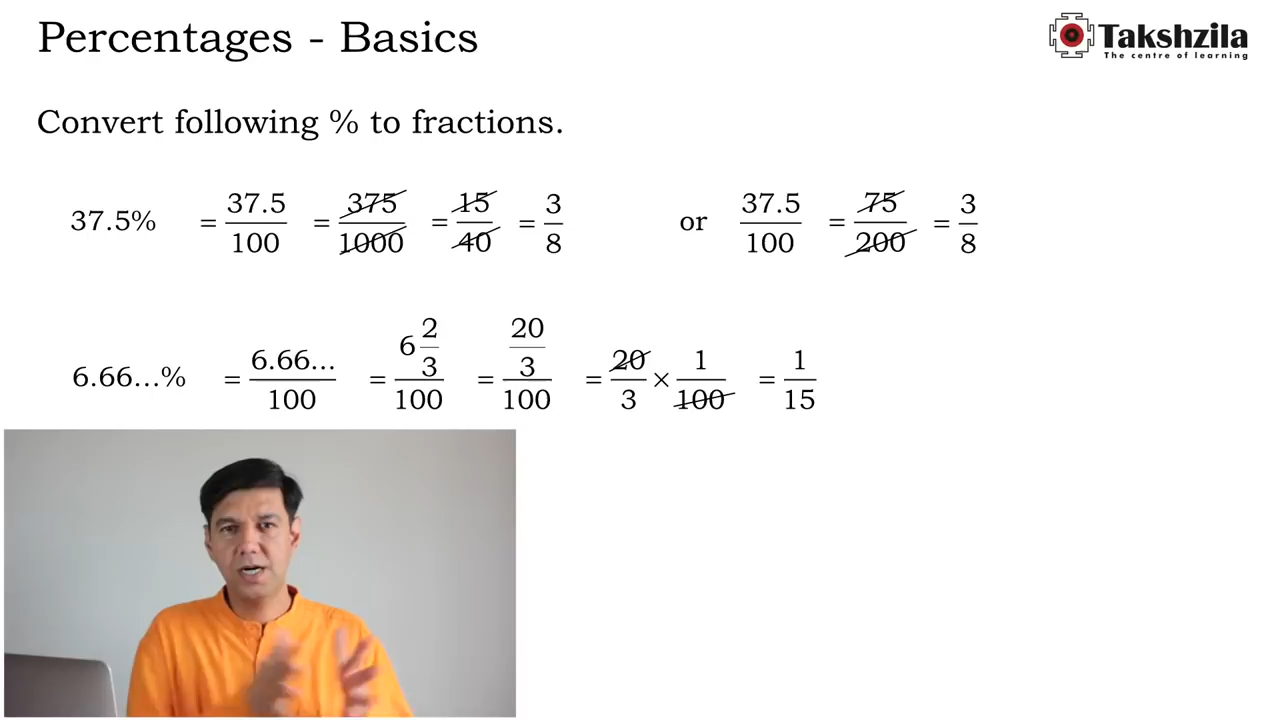 Percentages - Basics
Takshzila
The centre of learning
Convert following % to fractions.
37.5% = 37.5/100 = 375/1000 = 15/40 = 3/8 or 37.5/100 = 75/200 = 3/8
6.66...% = 6.66.../100 = 6 2/3/100 = 20/3/100 = 20/3 × 1/100 = 1/15